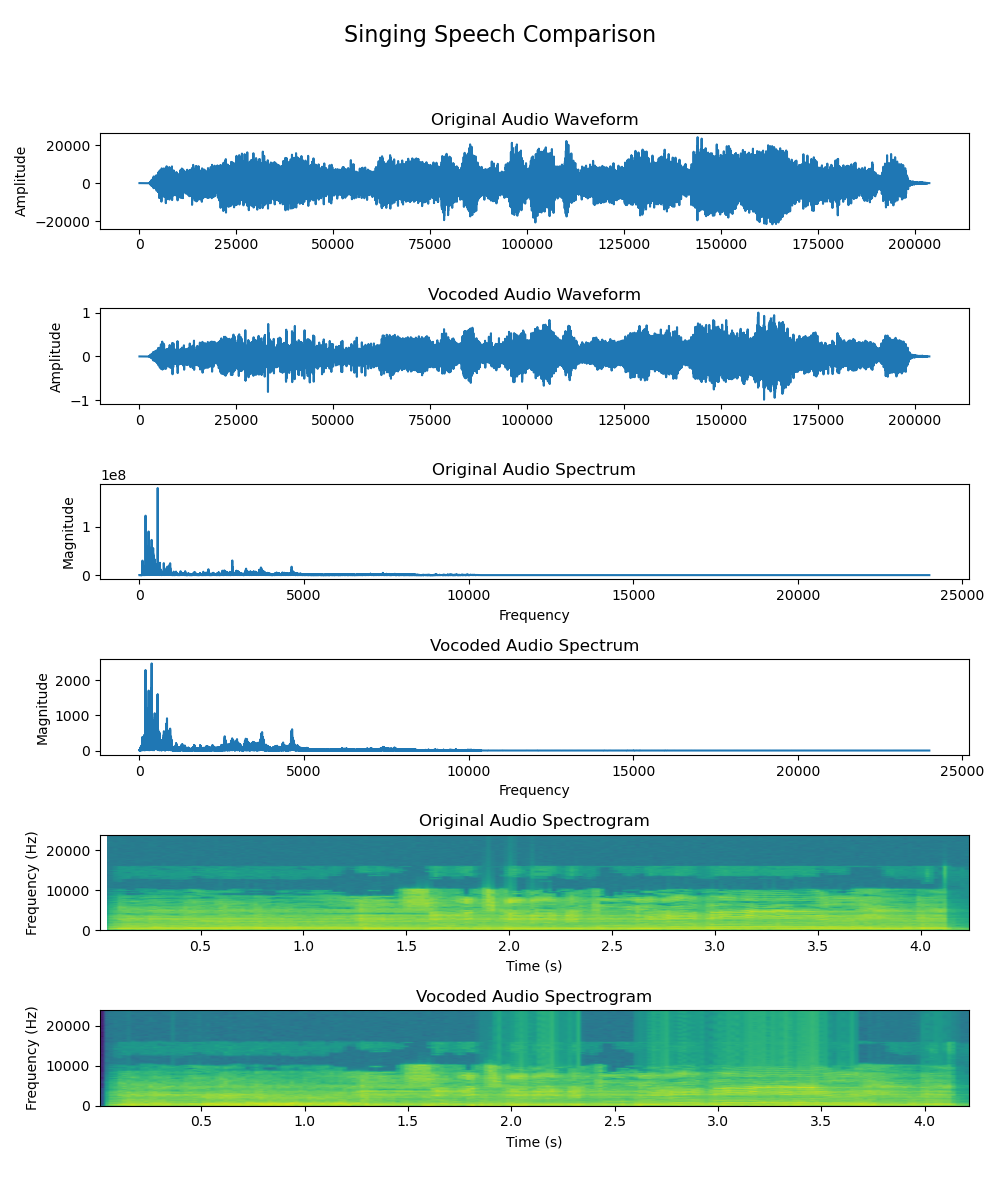 Singing Speech Comparison
Original Audio Waveform
Amplitude
20000
0
−20000
0 25000 50000 75000 100000 125000 150000 175000 200000
Vocoded Audio Waveform
Amplitude
1
0
−1
0 25000 50000 75000 100000 125000 150000 175000 200000
Original Audio Spectrum
1e8
Magnitude
1
0
0 5000 10000 15000 20000 25000
Frequency
Vocoded Audio Spectrum
Magnitude
2000
1000
0
0 5000 10000 15000 20000 25000
Frequency
Original Audio Spectrogram
Frequency (Hz)
20000
10000
0
0.5 1.0 1.5 2.0 2.5 3.0 3.5 4.0
Time (s)
Vocoded Audio Spectrogram
Frequency (Hz)
20000
10000
0
0.5 1.0 1.5 2.0 2.5 3.0 3.5 4.0
Time (s)